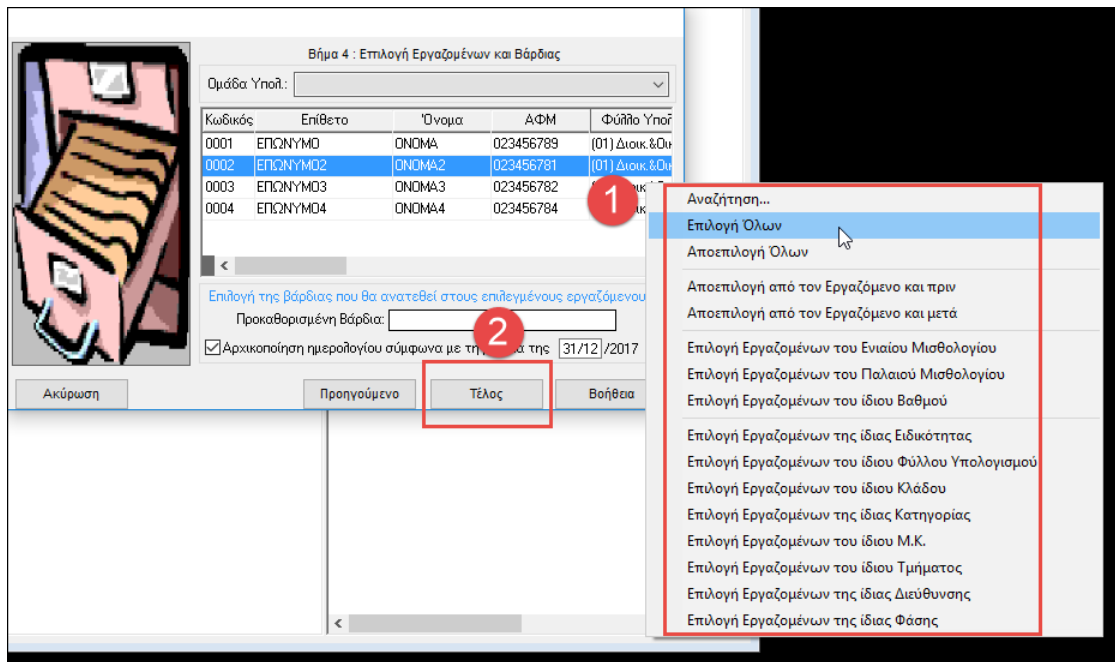 Βήμα 4 : Επιλογή Εργαζομένων και Βάρδιας
Ομάδα Υπολ.:
Κωδικός Επίθετο Όνομα ΑΦΜ Φύλλο Υπολ
0001 ΕΠΩΝΥΜΟ ΟΝΟΜΑ 023456789 (01) Διοικ.&Οικ
0002 ΕΠΩΝΥΜΟ2 ΟΝΟΜΑ2 023456781 (01) Διοικ.&Οικ
0003 ΕΠΩΝΥΜΟ3 ΟΝΟΜΑ3 023456782
0004 ΕΠΩΝΥΜΟ4 ΟΝΟΜΑ4 023456784
1
Επιλογή της βάρδιας που θα ανατεθεί στους επιλεγμένους εργαζόμενου
Προκαθορισμένη Βάρδια:
2
Αρχικοποίηση ημερολογίου σύμφωνα με τη της 31/12 /2017
Ακύρωση Προηγούμενο Τέλος Βοήθεια
Αναζήτηση...
Επιλογή Όλων
Αποεπιλογή Όλων
Αποεπιλογή από τον Εργαζόμενο και πριν
Αποεπιλογή από τον Εργαζόμενο και μετά
Επιλογή Εργαζομένων του Ενιαίου Μισθολογίου
Επιλογή Εργαζομένων του Παλαιού Μισθολογίου
Επιλογή Εργαζομένων του ίδιου Βαθμού
Επιλογή Εργαζομένων της ίδιας Ειδικότητας
Επιλογή Εργαζομένων του ίδιου Φύλλου Υπολογισμού
Επιλογή Εργαζομένων του ίδιου Κλάδου
Επιλογή Εργαζομένων της ίδιας Κατηγορίας
Επιλογή Εργαζομένων του ίδιου Μ.Κ.
Επιλογή Εργαζομένων του ίδιου Τμήματος
Επιλογή Εργαζομένων της ίδιας Διεύθυνσης
Επιλογή Εργαζομένων της ίδιας Φάσης